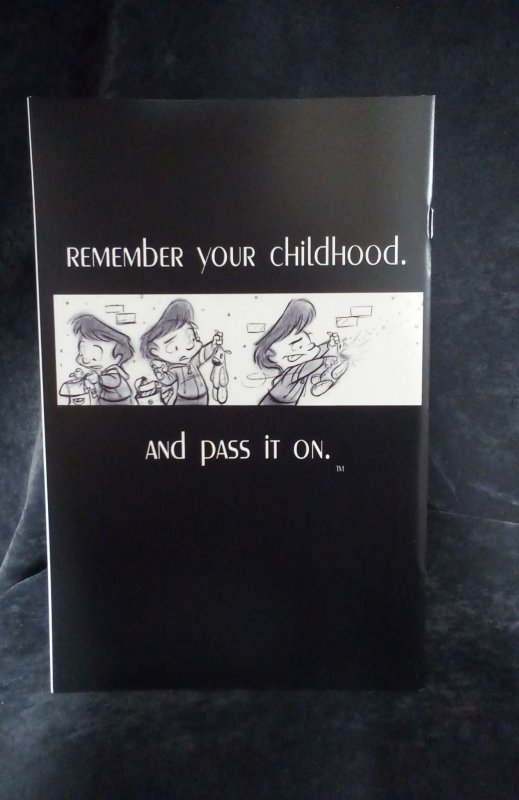 REMEMBER YOUR childhood.
ANd pASS iT ON.
TM